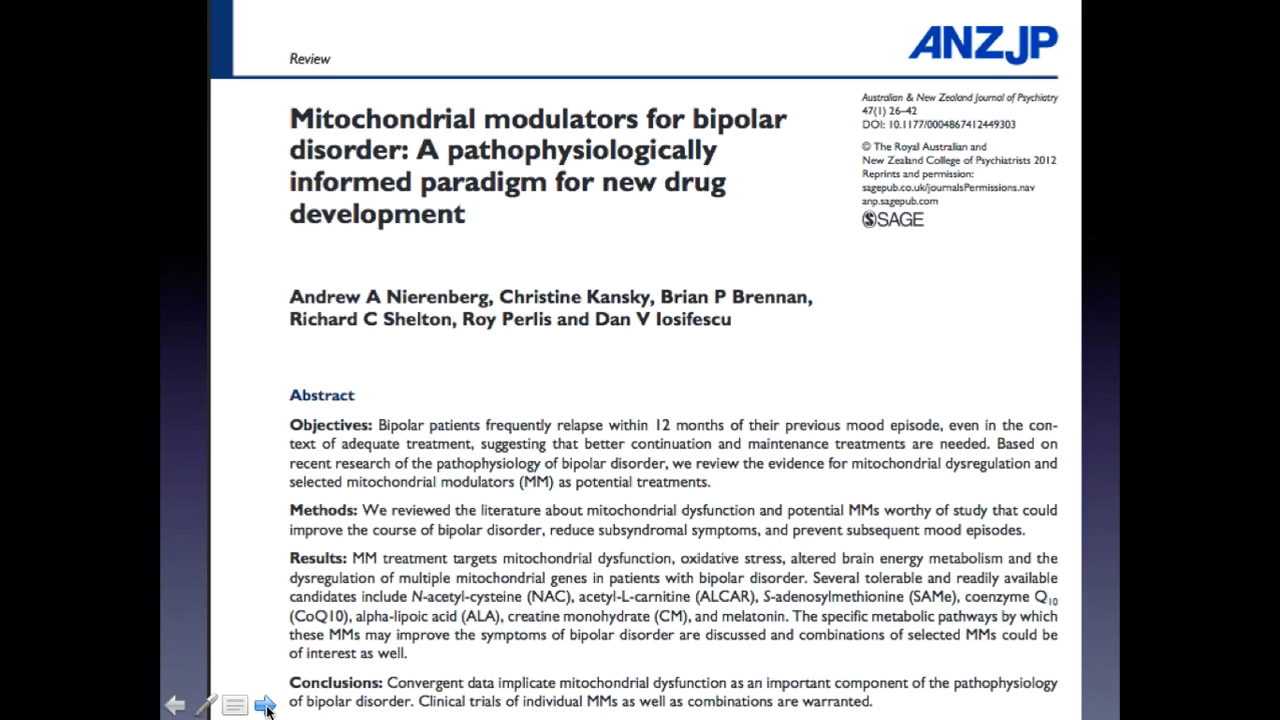 Review
ANZJP
Australian & New Zealand Journal of Psychiatry
47(1) 26–42
DOI: 10.1177/0004867412449303
© The Royal Australian and
New Zealand College of Psychiatrists 2012
Reprints and permission:
sagepub.co.uk/journalsPermissions.nav
anp.sagepub.com
SAGE
Mitochondrial modulators for bipolar
disorder: A pathophysiologically
informed paradigm for new drug
development
Andrew A Nierenberg, Christine Kansky, Brian P Brennan,
Richard C Shelton, Roy Perlis and Dan V Iosifescu
Abstract
Objectives: Bipolar patients frequently relapse within 12 months of their previous mood episode, even in the con-
text of adequate treatment, suggesting that better continuation and maintenance treatments are needed. Based on
recent research of the pathophysiology of bipolar disorder, we review the evidence for mitochondrial dysregulation and
selected mitochondrial modulators (MM) as potential treatments.
Methods: We reviewed the literature about mitochondrial dysfunction and potential MMs worthy of study that could
improve the course of bipolar disorder, reduce subsyndromal symptoms, and prevent subsequent mood episodes.
Results: MM treatment targets mitochondrial dysfunction, oxidative stress, altered brain energy metabolism and the
dysregulation of multiple mitochondrial genes in patients with bipolar disorder. Several tolerable and readily available
candidates include N-acetyl-cysteine (NAC), acetyl-L-carnitine (ALCAR), S-adenosylmethionine (SAMe), coenzyme Q10
(CoQ10), alpha-lipoic acid (ALA), creatine monohydrate (CM), and melatonin. The specific metabolic pathways by which
these MMs may improve the symptoms of bipolar disorder are discussed and combinations of selected MMs could be
of interest as well.
Conclusions: Convergent data implicate mitochondrial dysfunction as an important component of the pathophysiology
of bipolar disorder. Clinical trials of individual MMs as well as combinations are warranted.